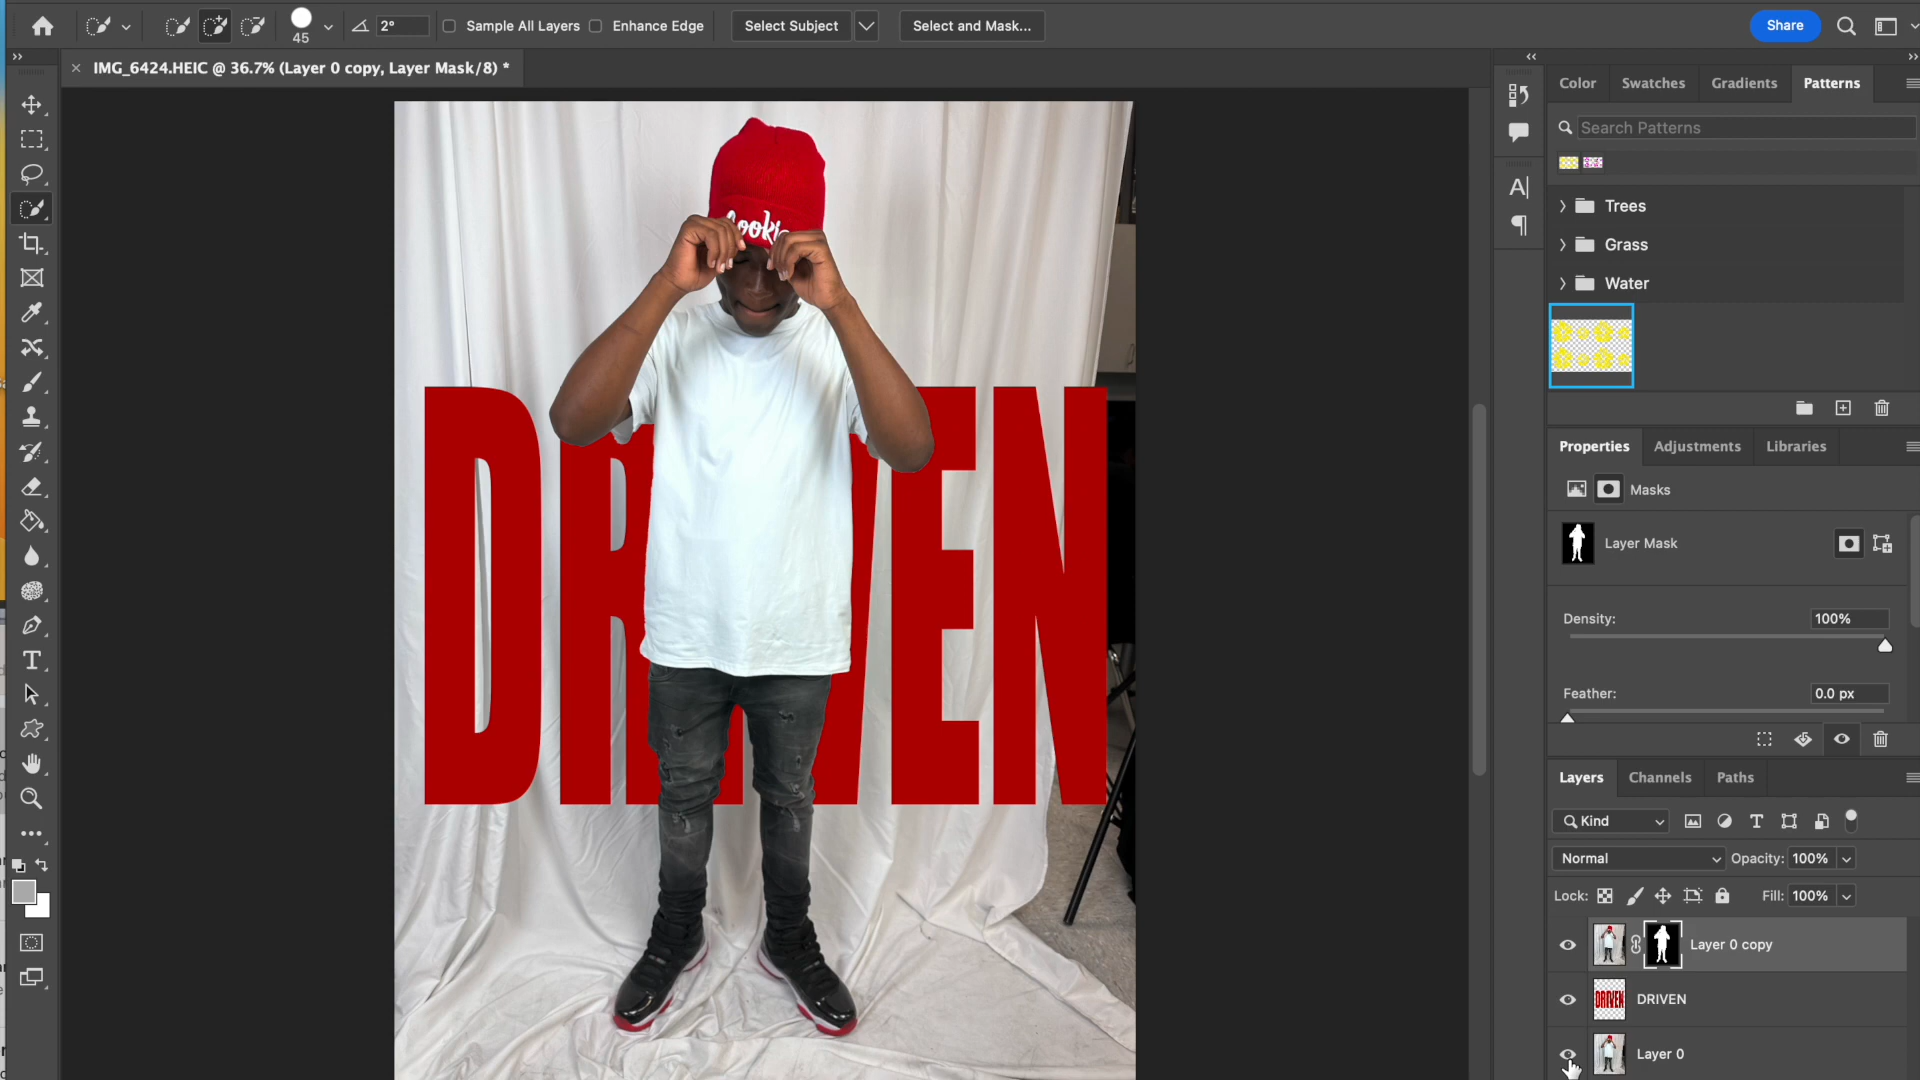 45
2°
Sample All Layers
Enhance Edge
Select Subject
Select and Mask...
Share
IMG_6424.HEIC @ 36.7% (Layer 0 copy, Layer Mask/8) *
Color
Swatches
Gradients
Patterns
Search Patterns
Trees
Grass
Water
Properties
Adjustments
Libraries
Masks
Layer Mask
Density:
100%
Feather:
0.0 px
Layers
Channels
Paths
Kind
Normal
Opacity: 100%
Lock:
Fill: 100%
Layer 0 copy
DRIVEN
DRIVEN
Layer 0